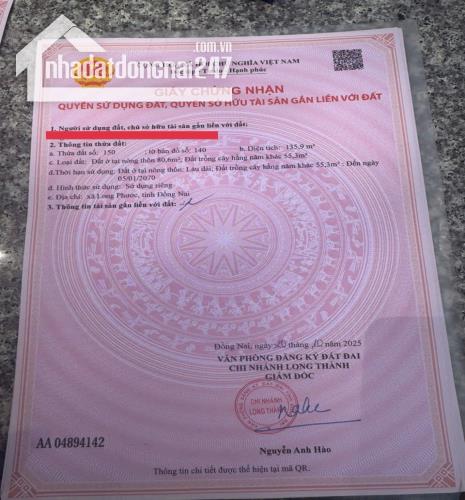 .com.vn
nhadatdongnai247
NGHĨA VIỆT NAM
Hạnh phúc
GIẤY CHỨNG NHẬN
QUYỀN SỬ DỤNG ĐẤT, QUYỀN SỞ HỮU TÀI SẢN GẮN LIỀN VỚI ĐẤT
1. Người sử dụng đất, chủ sở hữu tài sản gắn liền với đất:
2. Thông tin thửa đất:
a. Thửa đất số: 150 ; tờ bản đồ số: 140 b. Diện tích: 135,9 m²
c. Loại đất: Đất ở tại nông thôn 80,6m²; Đất trồng cây hằng năm khác 55,3m²
d.Thời hạn sử dụng: Đất ở tại nông thôn: Lâu dài; Đất trồng cây hằng năm khác 55,3m²: Đến ngày
05/01/2070
đ. Hình thức sử dụng: Sử dụng riêng
e. Địa chỉ: xã Long Phước, tỉnh Đồng Nai
3. Thông tin tài sản gắn liền với đất:
Đồng Nai, ngày tháng 10 năm 2025
VĂN PHÒNG ĐĂNG KÝ ĐẤT ĐAI
CHI NHÁNH LONG THÀNH
GIÁM ĐỐC
CHI NHÁNH
LONG THÀNH
AA 04894142
Nguyễn Anh Hào
Thông tin chi tiết được thể hiện tại mã QR.